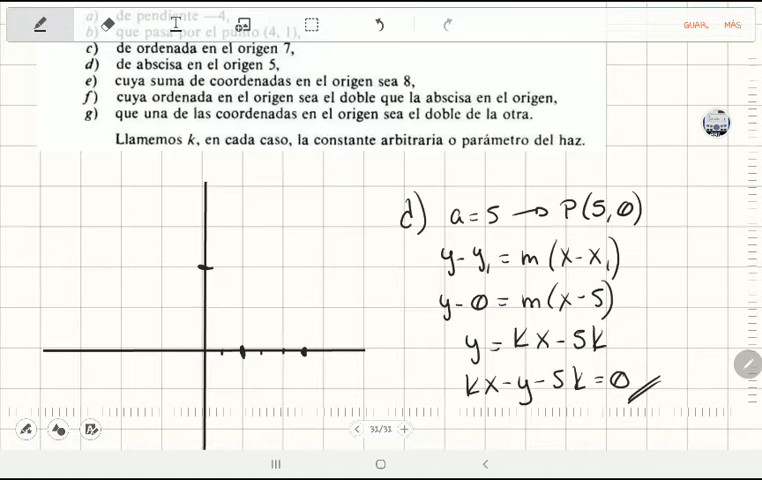 GUAR. MÁS
a) de pendiente —4,
b) que pasa por el punto (4, 1),
c) de ordenada en el origen 7,
d) de abscisa en el origen 5,
e) cuya suma de coordenadas en el origen sea 8,
f) cuya ordenada en el origen sea el doble que la abscisa en el origen,
g) que una de las coordenadas en el origen sea el doble de la otra.
Llamemos k, en cada caso, la constante arbitraria o parámetro del haz.
d) a = 5 → P(5, 0)
y - y₁ = m (x - x₁)
y - 0 = m (x - 5)
y = kx - 5k
kx - y - 5k = 0
31/31